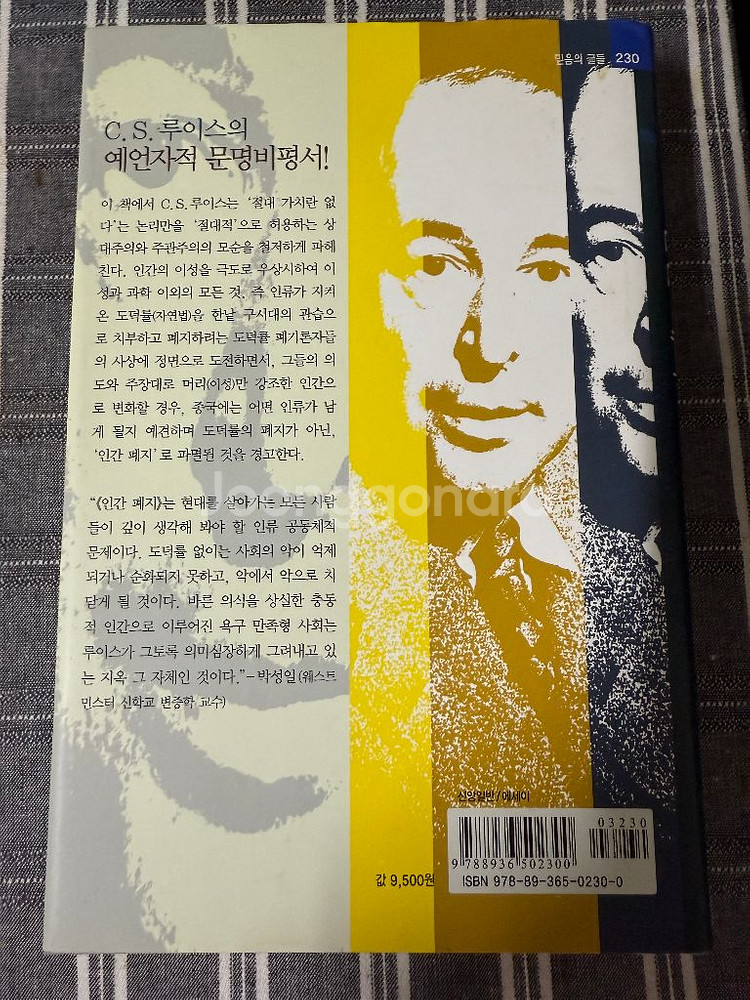 믿음의 글들 230
C. S. 루이스의
예언자적 문명비평서!
이 책에서 C. S. 루이스는 '절대 가치란 없
다'는 논리만을 '절대적'으로 허용하는 상
대주의와 주관주의의 모순을 철저하게 파헤
친다. 인간의 이성을 극도로 우상시하여 이
성과 과학 이외의 모든 것, 즉 인류가 지켜
온 도덕률(자연법)을 한낱 구시대의 관습으
로 치부하고 폐지하려는 도덕률 폐기론자들
의 사상에 정면으로 도전하면서, 그들의 의
도와 주장대로 머리(이성)만 강조한 인간으
로 변화할 경우, 종국에는 어떤 인류가 남
게 될지 예견하며 도덕률의 폐지가 아닌,
'인간 폐지'로 파멸될 것을 경고한다.
"《인간 폐지》는 현대를 살아가는 모든 사람
들이 깊이 생각해 봐야 할 인류 공동체적
문제이다. 도덕률 없이는 사회의 악이 억제
되거나 순화되지 못하고, 악에서 악으로 치
닫게 될 것이다. 바른 의식을 상실한 충동
적 인간으로 이루어진 욕구 만족형 사회는
루이스가 그토록 의미심장하게 그려내고 있
는 지옥 그 자체인 것이다."－박성일(웨스트
민스터 신학교 변증학 교수)
joonggonara
신앙일반 / 에세이
03230
9 788936 502300
값 9,500원
ISBN 978-89-365-0230-0